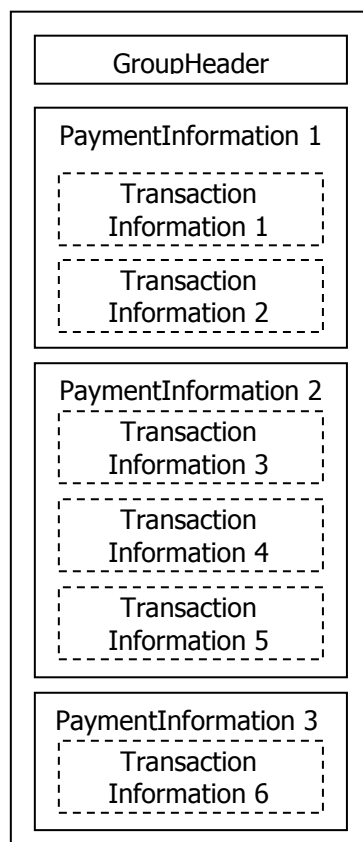 GroupHeader
PaymentInformation 1
Transaction
Information 1
Transaction
Information 2
PaymentInformation 2
Transaction
Information 3
Transaction
Information 4
Transaction
Information 5
PaymentInformation 3
Transaction
Information 6